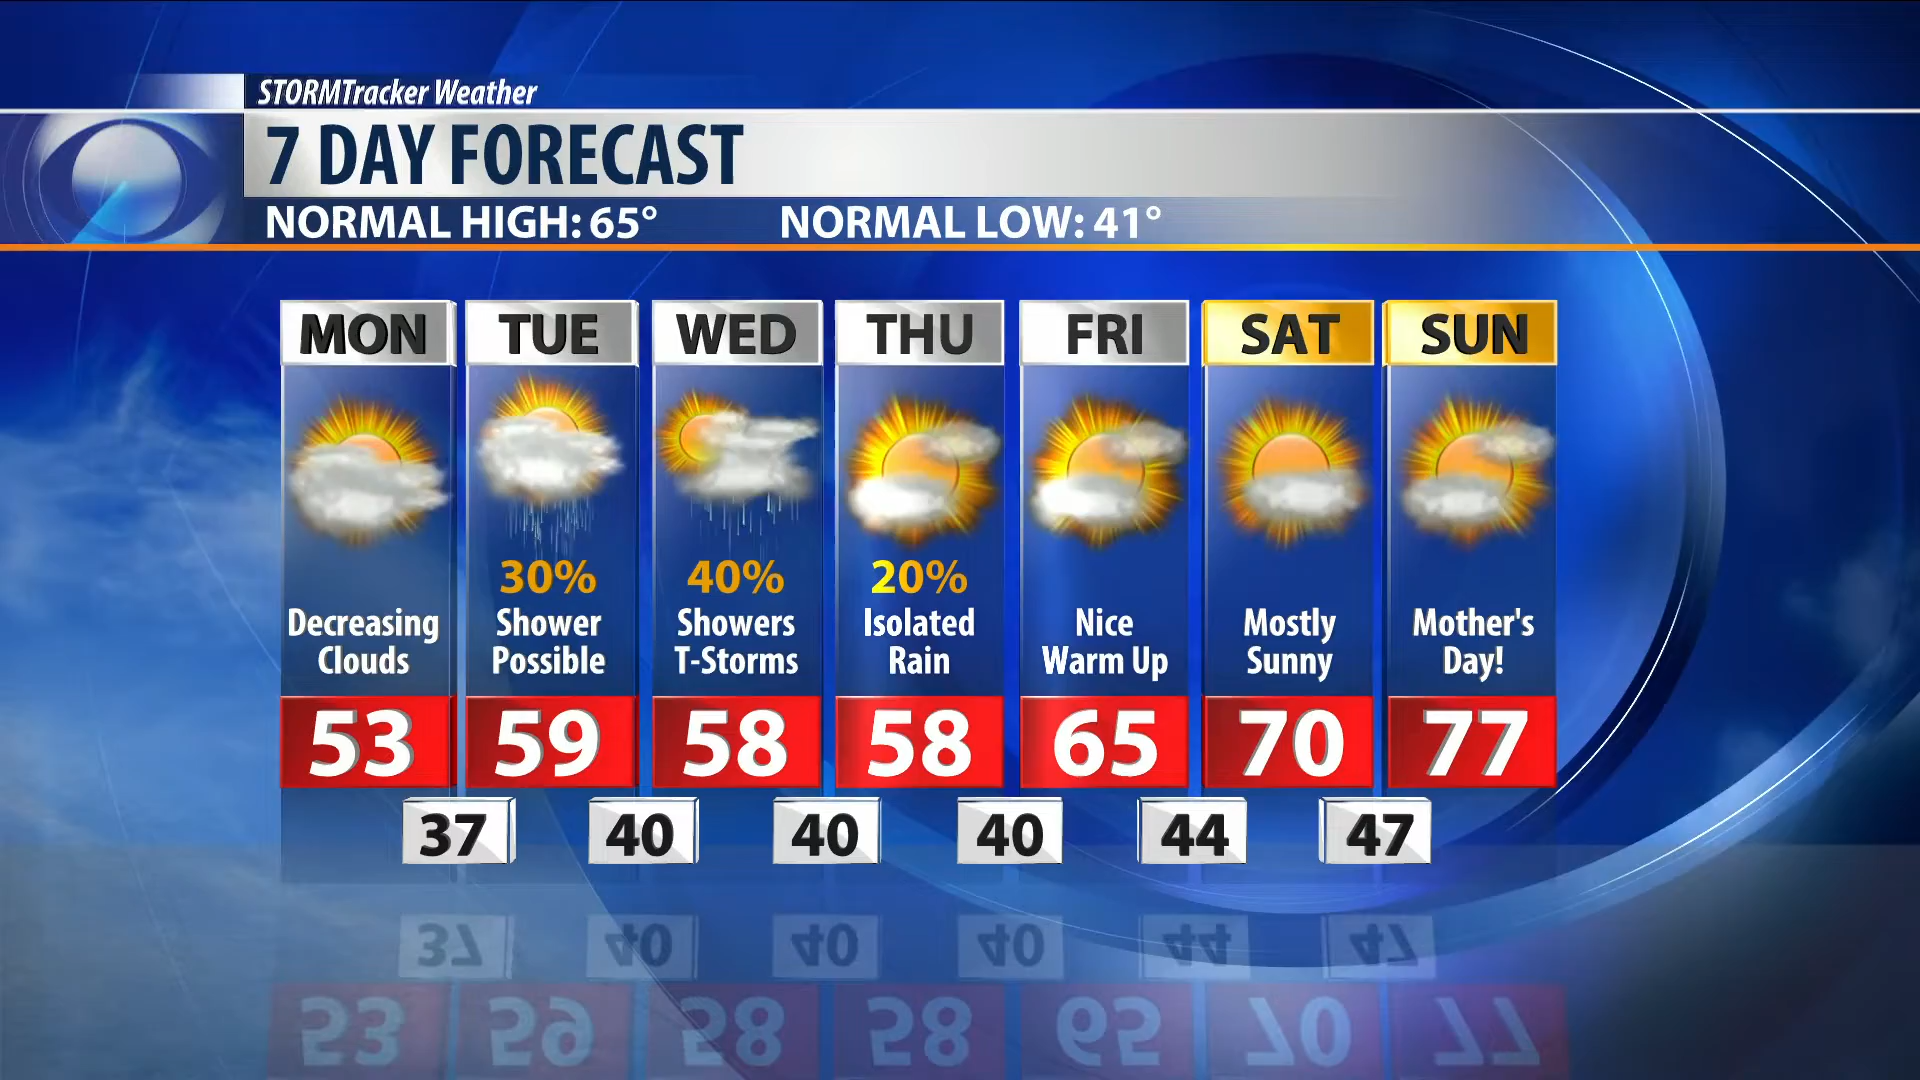 STORMTracker Weather
7 DAY FORECAST
NORMAL HIGH: 65° NORMAL LOW: 41°
MON TUE WED THU FRI SAT SUN
30% 40% 20%
Decreasing Shower Showers Isolated Nice Mostly Mother's
Clouds Possible T-Storms Rain Warm Up Sunny Day!
53 59 58 58 65 70 77
37 40 40 40 44 47